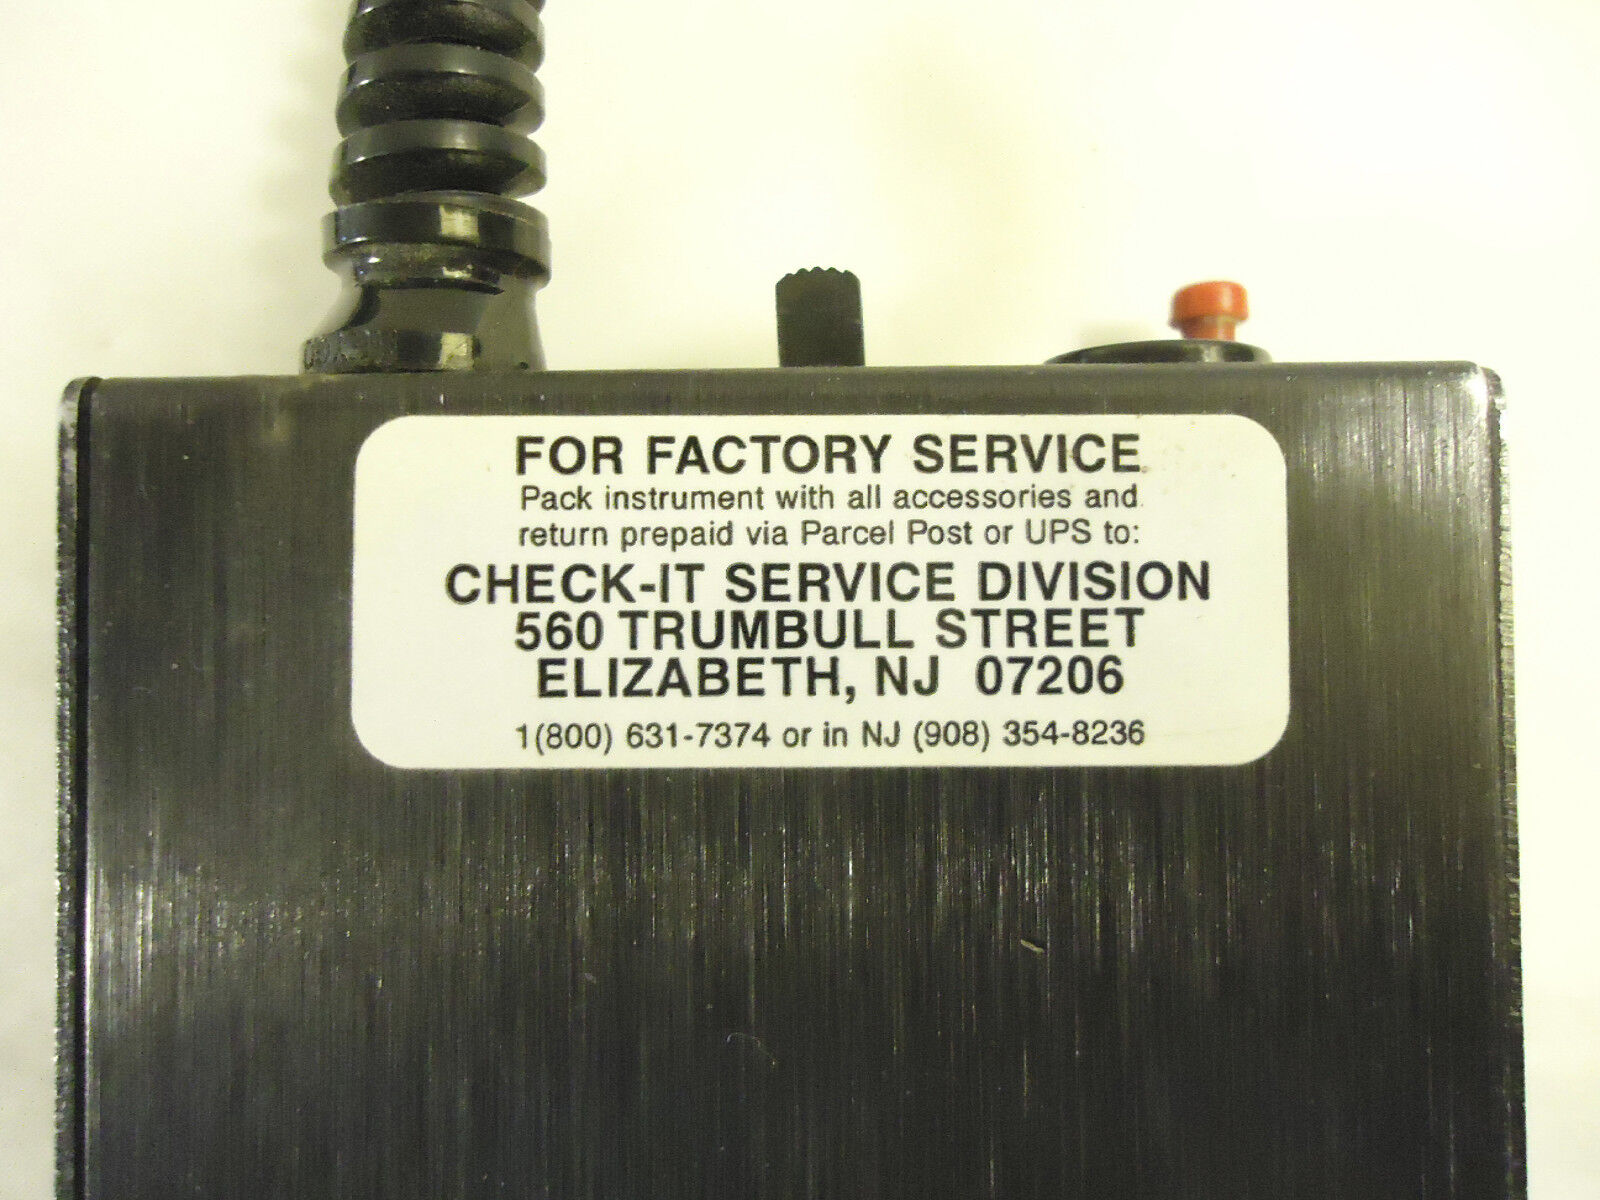 FOR FACTORY SERVICE
Pack instrument with all accessories and
return prepaid via Parcel Post or UPS to:
CHECK-IT SERVICE DIVISION
560 TRUMBULL STREET
ELIZABETH, NJ 07206
1(800) 631-7374 or in NJ (908) 354-8236